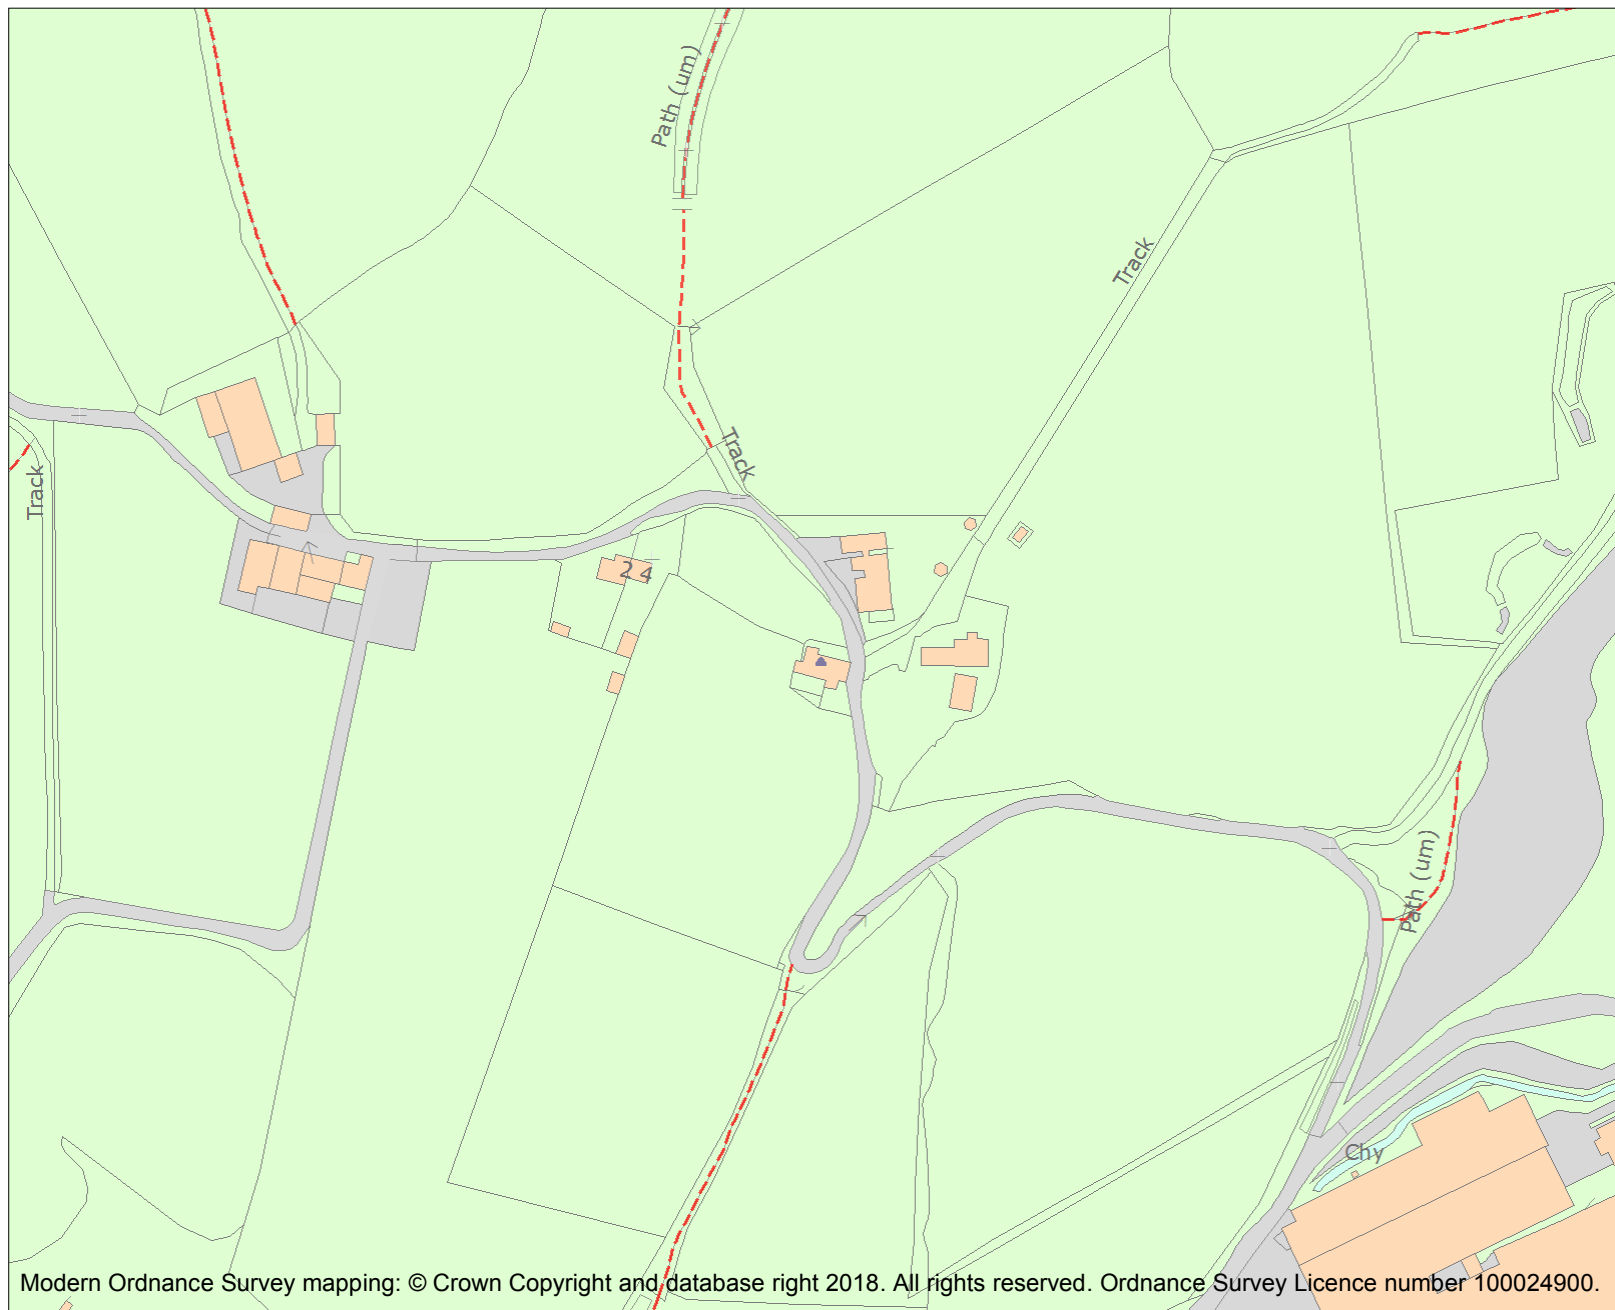 Path (um)
Track
Track
Track
2 4
Path (um)
Chy
Modern Ordnance Survey mapping: © Crown Copyright and database right 2018. All rights reserved. Ordnance Survey Licence number 100024900.